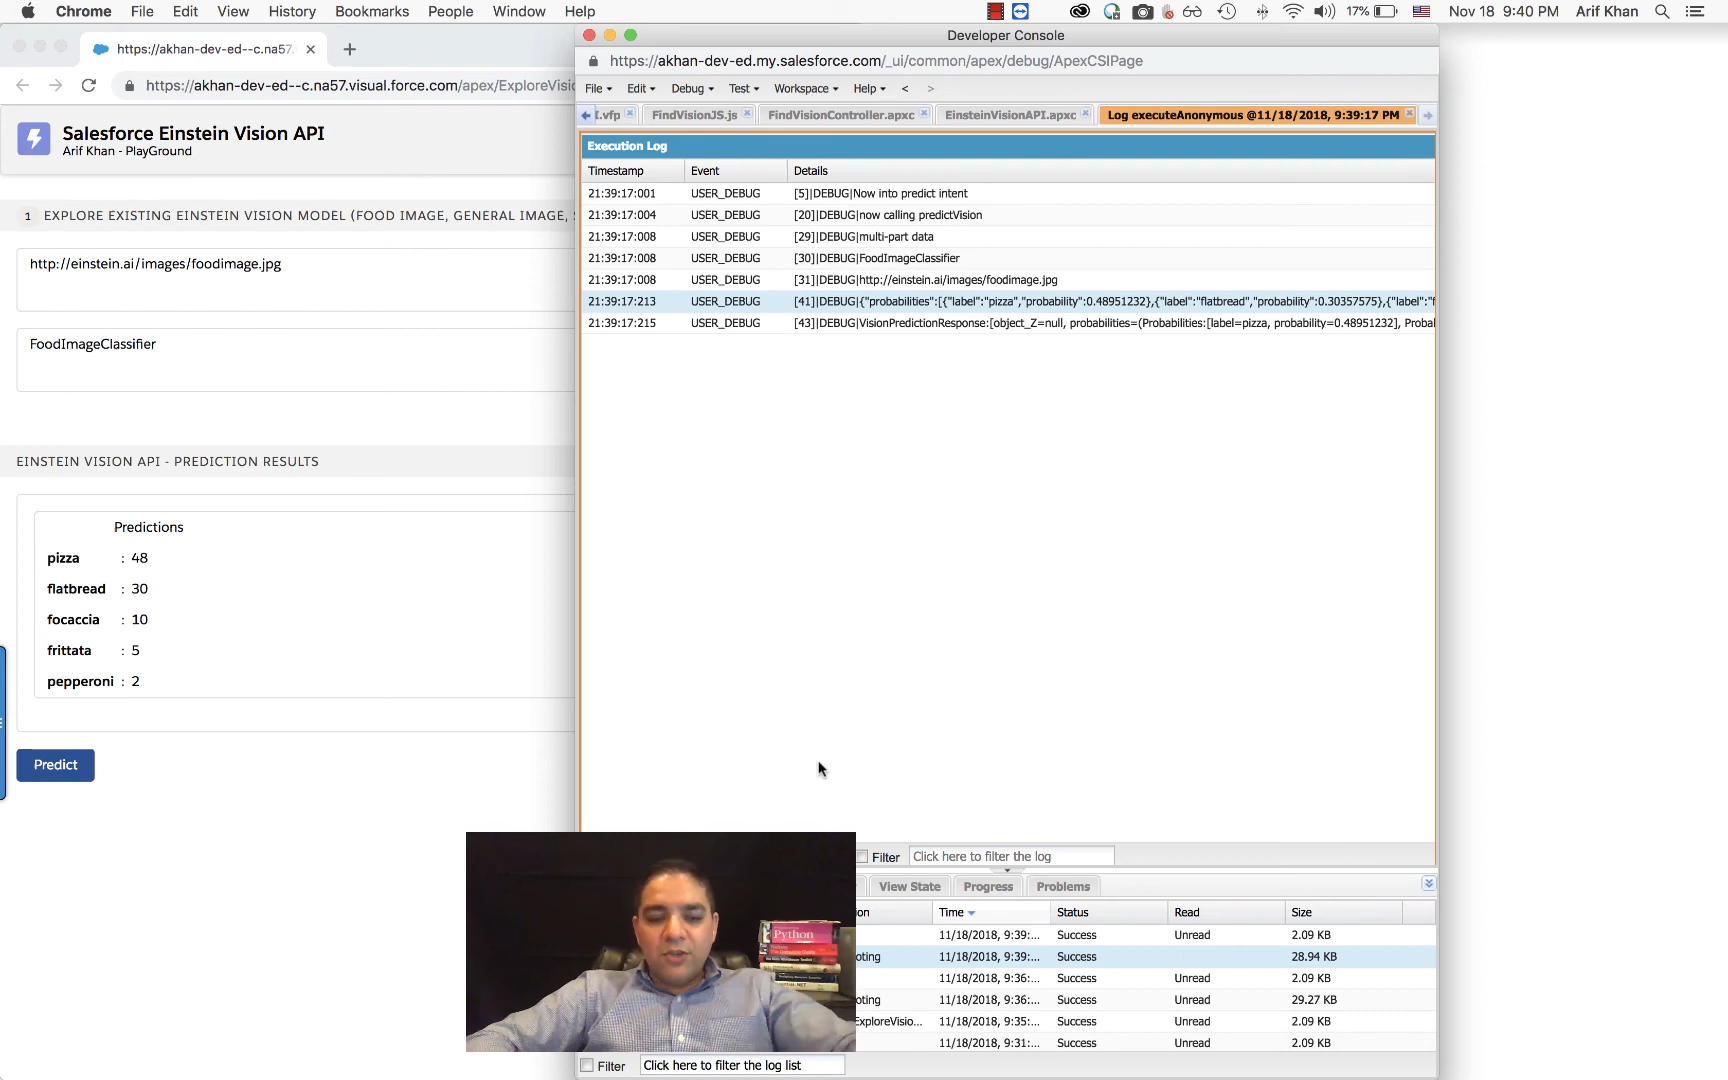 Chrome File Edit View History Bookmarks People Window Help 17% Nov 18 9:40 PM Arif Khan
https://akhan-dev-ed--c.na57.
https://akhan-dev-ed--c.na57.visual.force.com/apex/ExploreVisi
Salesforce Einstein Vision API
Arif Khan - PlayGround
1 EXPLORE EXISTING EINSTEIN VISION MODEL (FOOD IMAGE, GENERAL IMAGE,
http://einstein.ai/images/foodimage.jpg
FoodImageClassifier
EINSTEIN VISION API - PREDICTION RESULTS
Predictions
pizza : 48
flatbread : 30
focaccia : 10
frittata : 5
pepperoni : 2
Predict
Developer Console
https://akhan-dev-ed.my.salesforce.com/_ui/common/apex/debug/ApexCSIPage
File Edit Debug Test Workspace Help < >
I.vfp FindVisionJS.js FindVisionController.apxc EinsteinVisionAPI.apxc Log executeAnonymous @11/18/2018, 9:39:17 PM
Execution Log
Timestamp Event Details
21:39:17:001 USER_DEBUG [5]|DEBUG|Now into predict intent
21:39:17:004 USER_DEBUG [20]|DEBUG|now calling predictVision
21:39:17:008 USER_DEBUG [29]|DEBUG|multi-part data
21:39:17:008 USER_DEBUG [30]|DEBUG|FoodImageClassifier
21:39:17:008 USER_DEBUG [31]|DEBUG|http://einstein.ai/images/foodimage.jpg
21:39:17:213 USER_DEBUG [41]|DEBUG|{"probabilities":[{"label":"pizza","probability":0.48951232},{"label":"flatbread","probability":0.30357575},{"label":"f
21:39:17:215 USER_DEBUG [43]|DEBUG|VisionPredictionResponse:[object_Z=null, probabilities=(Probabilities:[label=pizza, probability=0.48951232], Probal
Filter Click here to filter the log
View State Progress Problems
ion Time Status Read Size
11/18/2018, 9:39:... Success Unread 2.09 KB
oting 11/18/2018, 9:39:... Success 28.94 KB
11/18/2018, 9:36:... Success Unread 2.09 KB
oting 11/18/2018, 9:36:... Success Unread 29.27 KB
ExploreVisio... 11/18/2018, 9:35:... Success Unread 2.09 KB
11/18/2018, 9:31:... Success Unread 2.09 KB
Filter Click here to filter the log list
Python